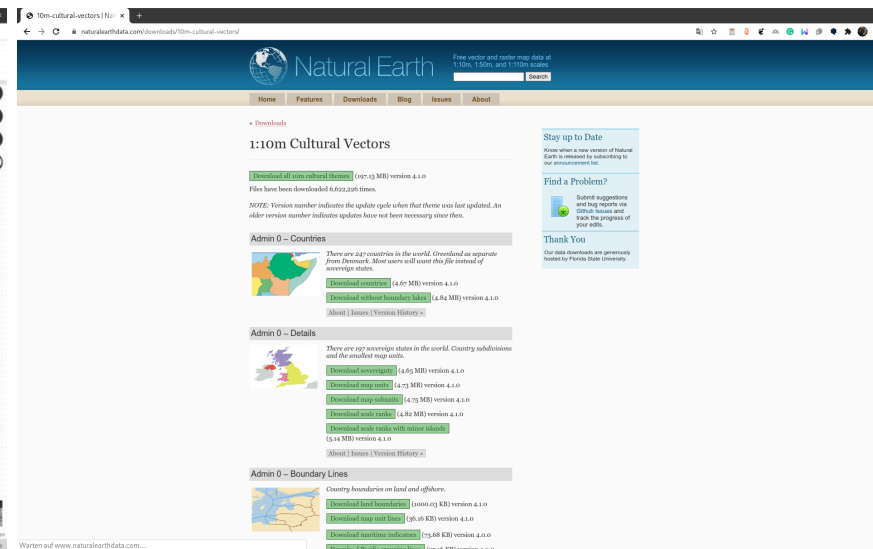 10m-cultural-vectors | Nat
naturalearthdata.com/downloads/10m-cultural-vectors/
Natural Earth
Free vector and raster map data at
1:10m, 1:50m, and 1:110m scales
Search
Home
Features
Downloads
Blog
Issues
About
« Downloads
1:10m Cultural Vectors
Download all 10m cultural themes (197.13 MB) version 4.1.0
Files have been downloaded 6,622,226 times.
NOTE: Version number indicates the update cycle when that theme was last updated. An
older version number indicates updates have not been necessary since then.
Admin 0 – Countries
There are 247 countries in the world. Greenland as separate
from Denmark. Most users will want this file instead of
sovereign states.
Download countries (4.67 MB) version 4.1.0
Download without boundary lakes (4.84 MB) version 4.1.0
About | Issues | Version History »
Admin 0 – Details
There are 197 sovereign states in the world. Country subdivisions
and the smallest map units.
Download sovereignty (4.65 MB) version 4.1.0
Download map units (4.73 MB) version 4.1.0
Download map subunits (4.75 MB) version 4.1.0
Download scale ranks (4.82 MB) version 4.1.0
Download scale ranks with minor islands
(5.14 MB) version 4.1.0
About | Issues | Version History »
Admin 0 – Boundary Lines
Country boundaries on land and offshore.
Download land boundaries (1000.03 KB) version 4.1.0
Download map unit lines (36.16 KB) version 4.1.0
Download maritime indicators (73.68 KB) version 4.0.0
Stay up to Date
Know when a new version of Natural
Earth is released by subscribing to
our announcement list.
Find a Problem?
Submit suggestions
and bug reports via
Github Issues and
track the progress of
your edits.
Thank You
Our data downloads are generously
hosted by Florida State University.
Warten auf www.naturalearthdata.com...